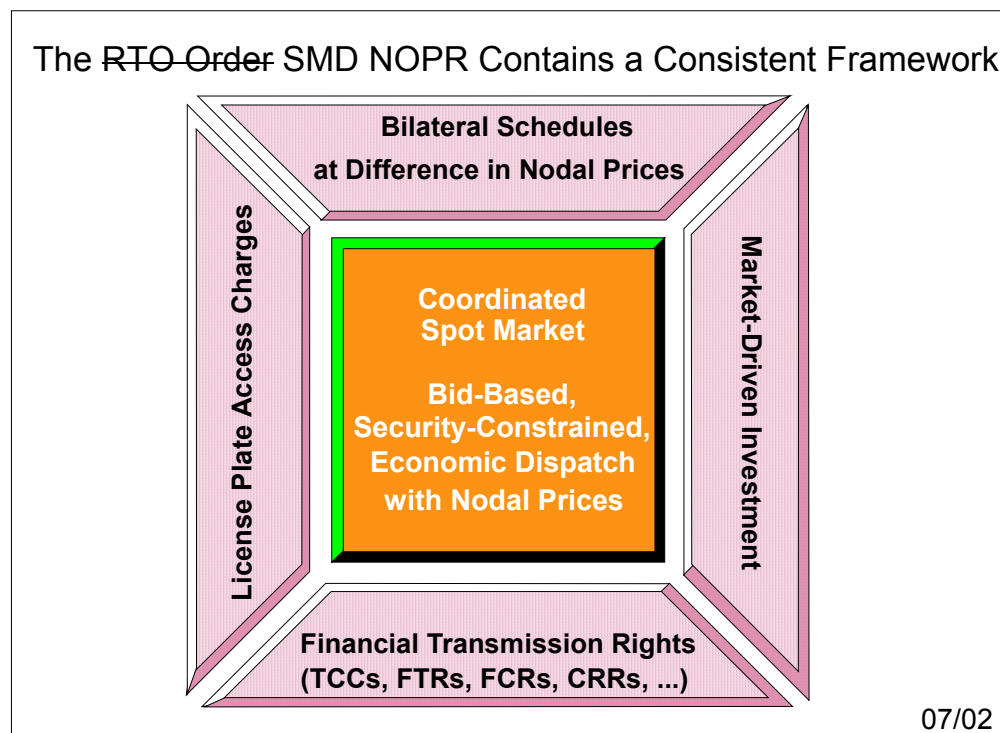 The RTO Order SMD NOPR Contains a Consistent Framework
Bilateral Schedules
at Difference in Nodal Prices
License Plate Access Charges
Coordinated
Spot Market
Bid-Based,
Security-Constrained,
Economic Dispatch
with Nodal Prices
Market-Driven Investment
Financial Transmission Rights
(TCCs, FTRs, FCRs, CRRs, ...)
07/02